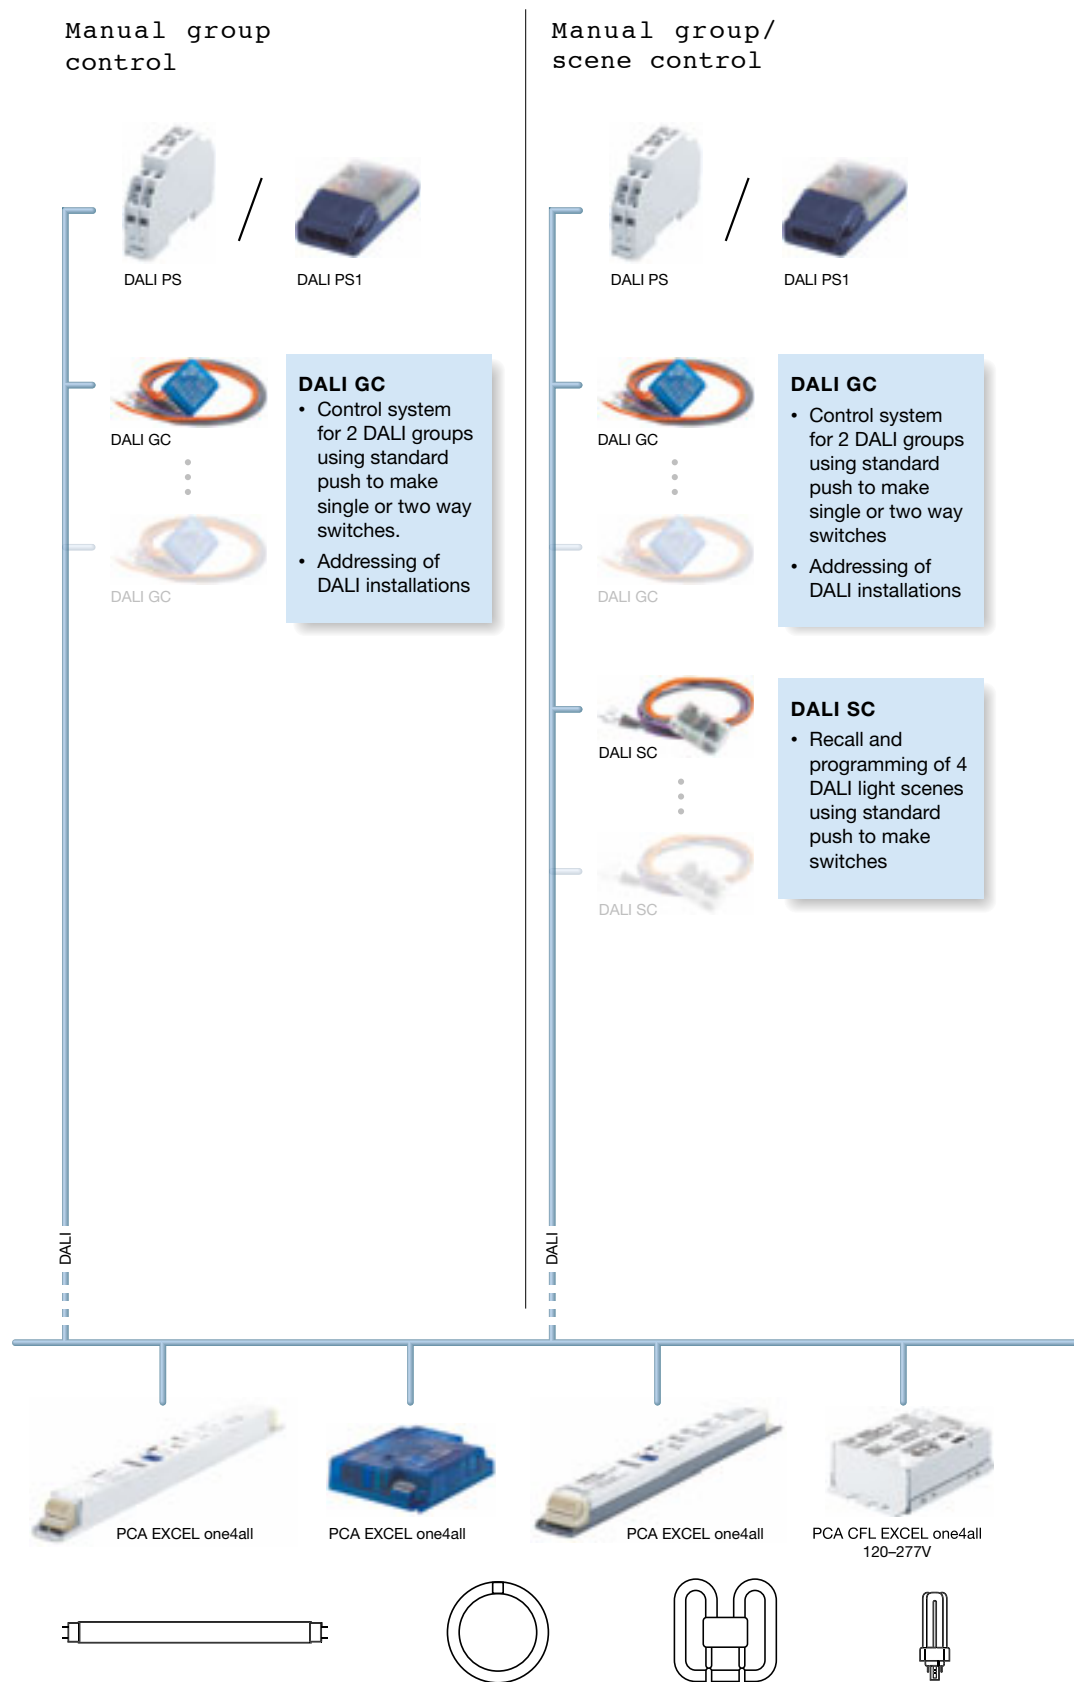 Manual group
control
DALI PS
DALI PS1
DALI GC
DALI GC
DALI GC
• Control system
for 2 DALI groups
using standard
push to make
single or two way
switches.
• Addressing of
DALI installations
DALI
Manual group/
scene control
DALI PS
DALI PS1
DALI GC
DALI GC
DALI GC
• Control system
for 2 DALI groups
using standard
push to make
single or two way
switches
• Addressing of
DALI installations
DALI SC
DALI SC
DALI SC
• Recall and
programming of 4
DALI light scenes
using standard
push to make
switches
DALI
PCA EXCEL one4all
PCA EXCEL one4all
PCA EXCEL one4all
PCA CFL EXCEL one4all
120–277V